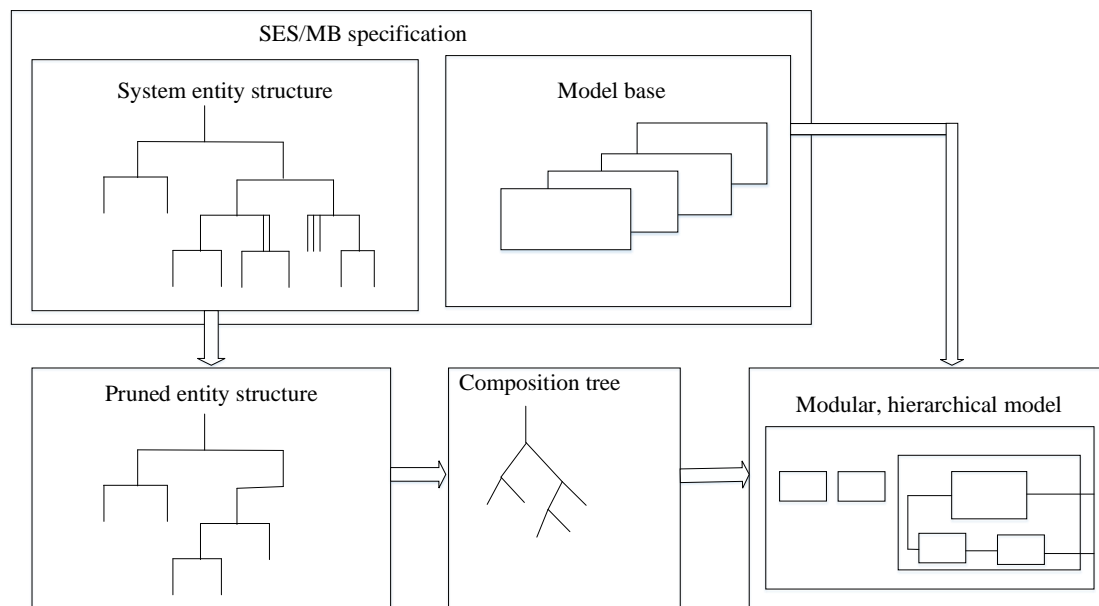 SES/MB specification
System entity structure
Model base
Pruned entity structure
Composition tree
Modular, hierarchical model